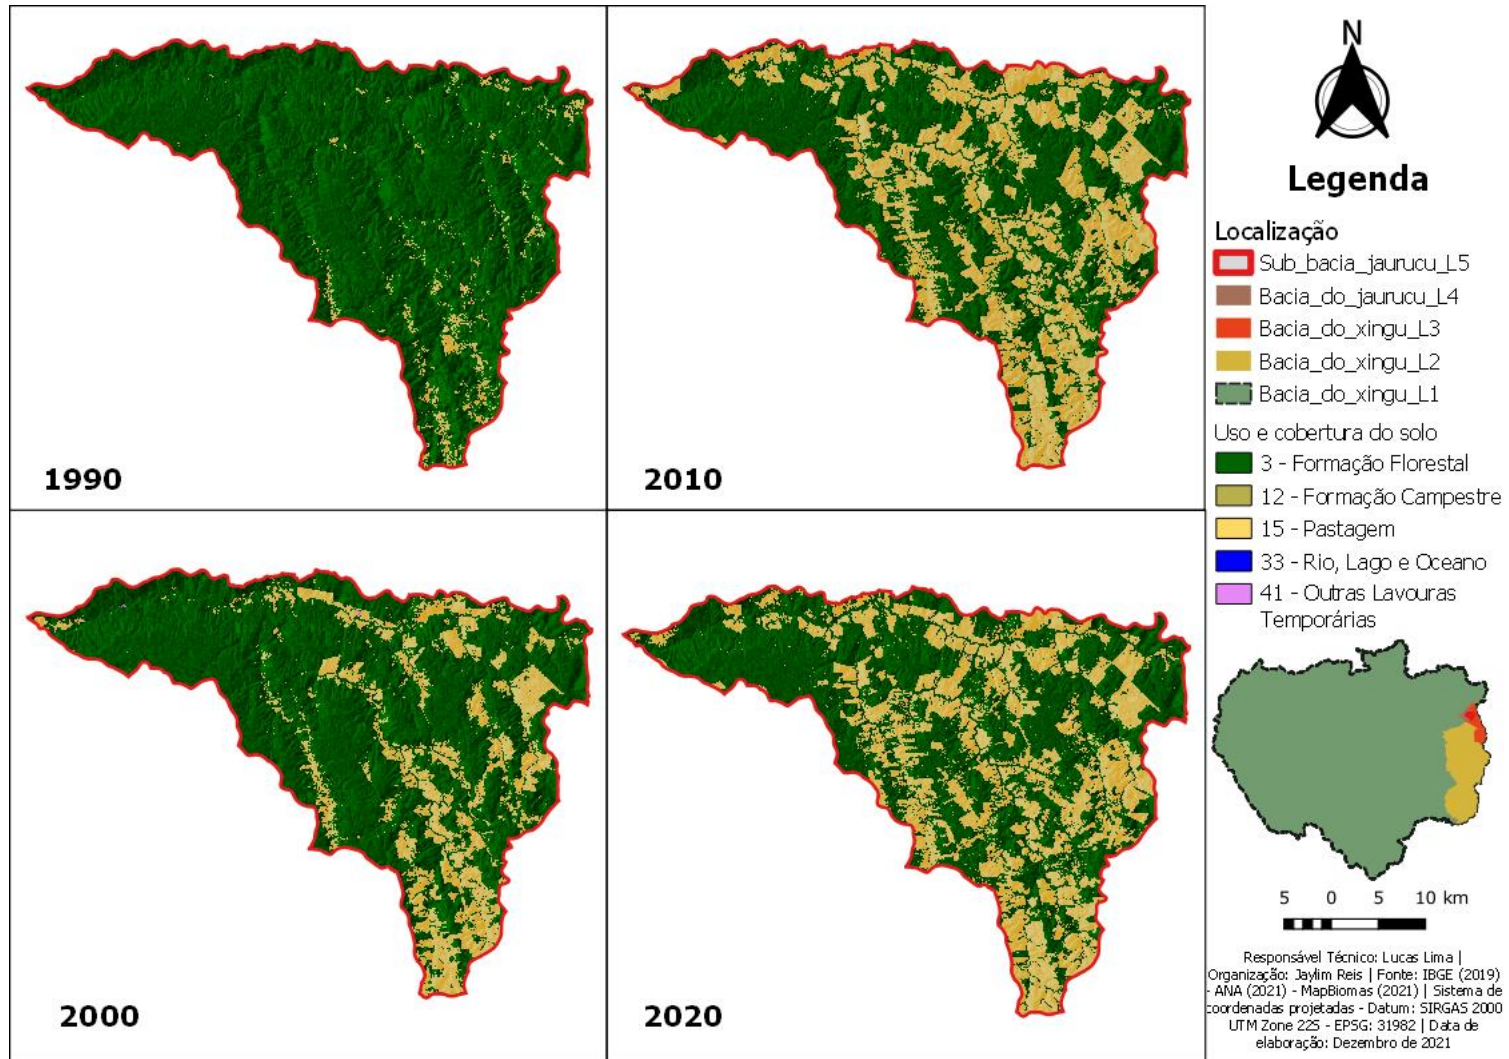 1990
2010
2000
2020
N
Legenda
Localização
Sub_bacia_jaurucu_L5
Bacia_do_jaurucu_L4
Bacia_do_xingu_L3
Bacia_do_xingu_L2
Bacia_do_xingu_L1
Uso e cobertura do solo
3 - Formação Florestal
12 - Formação Campestre
15 - Pastagem
33 - Rio, Lago e Oceano
41 - Outras Lavouras
Temporárias
5 0 5 10 km
Responsável Técnico: Lucas Lima |
Organização: Jaylim Reis | Fonte: IBGE (2019)
- ANA (2021) - MapBiomas (2021) | Sistema de
coordenadas projetadas - Datum: SIRGAS 2000
UTM Zone 22S - EPSG: 31982 | Data de
elaboração: Dezembro de 2021